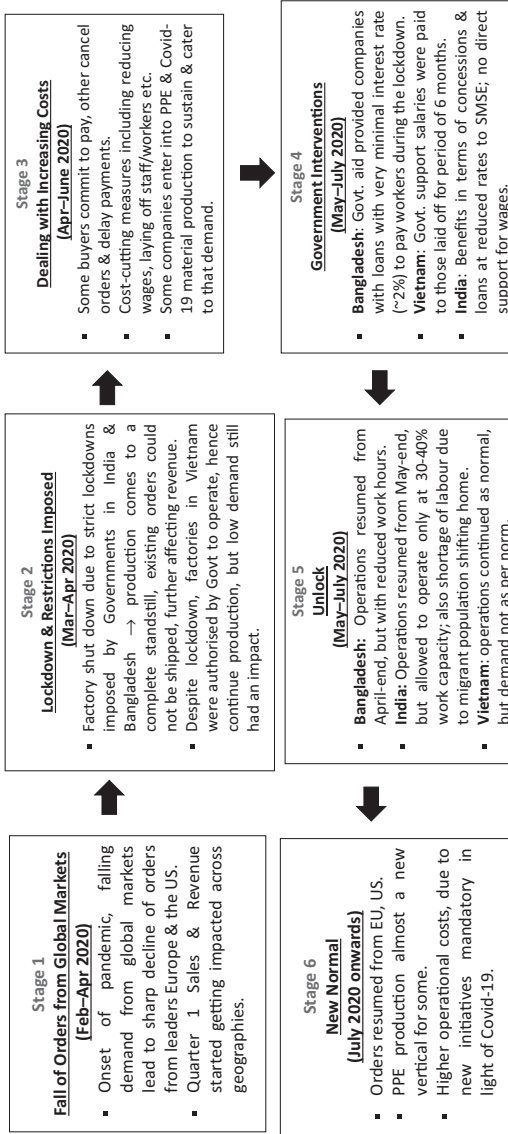 Stage 1
Fall of Orders from Global Markets
(Feb–Apr 2020)
▪ Onset of pandemic, falling
demand from global markets
lead to sharp decline of orders
from leaders Europe & the US.
▪ Quarter 1 Sales & Revenue
started getting impacted across
geographies.
Stage 2
Lockdown & Restrictions Imposed
(Mar–Apr 2020)
▪ Factory shut down due to strict lockdowns
imposed by Governments in India &
Bangladesh → production comes to a
complete standstill, existing orders could
not be shipped, further affecting revenue.
▪ Despite lockdown, factories in Vietnam
were authorised by Govt to operate, hence
continue production, but low demand still
had an impact.
Stage 3
Dealing with Increasing Costs
(Apr–June 2020)
▪ Some buyers commit to pay, other cancel
orders & delay payments.
▪ Cost-cutting measures including reducing
wages, laying off staff/workers etc.
▪ Some companies enter into PPE & Covid-
19 material production to sustain & cater
to that demand.
Stage 4
Government Interventions
(May–July 2020)
▪ Bangladesh: Govt. aid provided companies
with loans with very minimal interest rate
(~2%) to pay workers during the lockdown.
▪ Vietnam: Govt. support salaries were paid
to those laid off for period of 6 months.
▪ India: Benefits in terms of concessions &
loans at reduced rates to SMSE; no direct
support for wages.
Stage 5
Unlock
(May–July 2020)
▪ Bangladesh: Operations resumed from
April-end, but with reduced work hours.
▪ India: Operations resumed from May-end,
but allowed to operate only at 30-40%
work capacity; also shortage of labour due
to migrant population shifting home.
▪ Vietnam: operations continued as normal,
but demand not as per norm.
Stage 6
New Normal
(July 2020 onwards)
▪ Orders resumed from EU, US.
▪ PPE production almost a new
vertical for some.
▪ Higher operational costs, due to
new initiatives mandatory in
light of Covid-19.